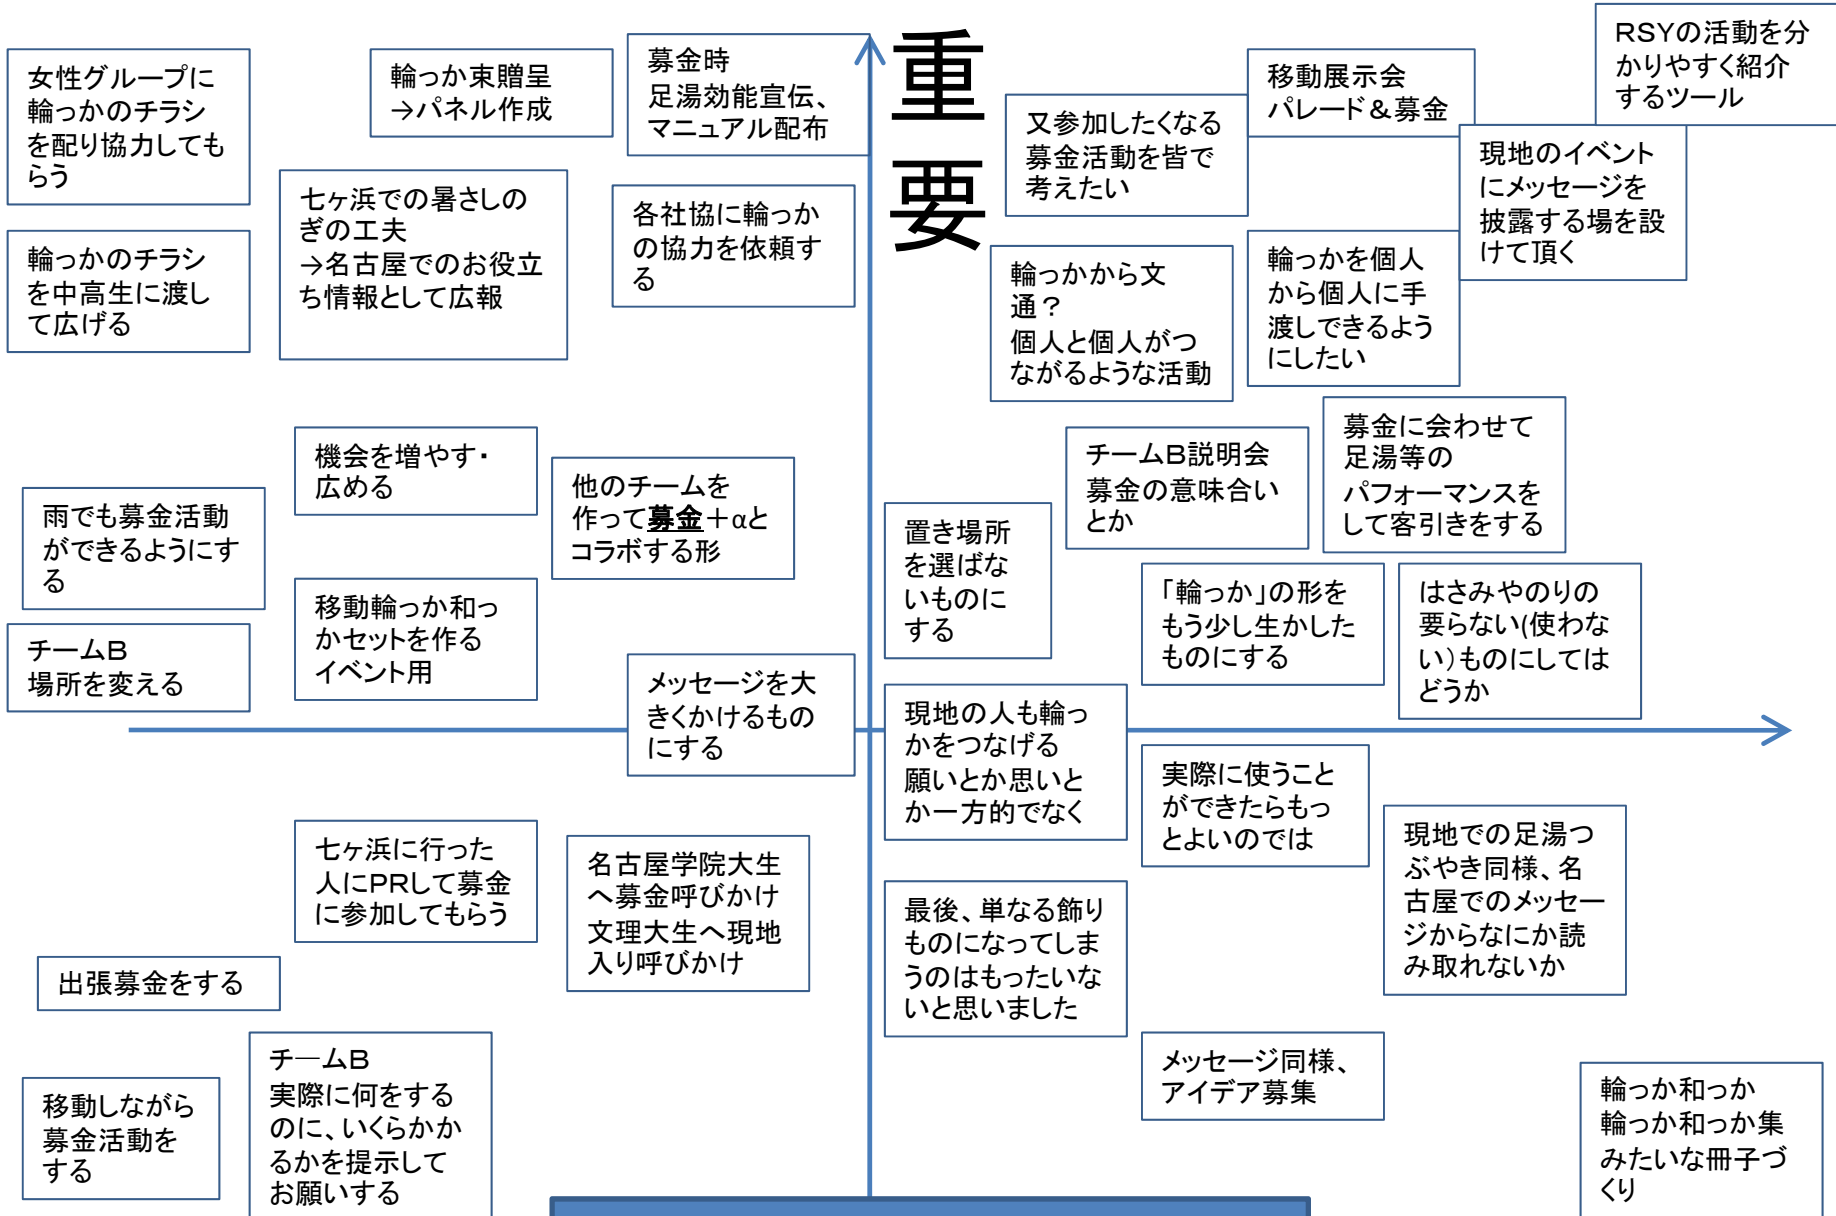 女性グループに
輪っかのチラシ
を配り協力しても
らう
輪っか束贈呈
→パネル作成
募金時
足湯効能宣伝、
マニュアル配布
重
要
又参加したくなる
募金活動を皆で
考えたい
移動展示会
パレード＆募金
RSYの活動を分
かりやすく紹介
するツール
現地のイベント
にメッセージを
披露する場を設
けて頂く
輪っかのチラシ
を中高生に渡し
て広げる
七ヶ浜での暑さしの
ぎの工夫
→名古屋でのお役立
ち情報として広報
各社協に輪っか
の協力を依頼す
る
輪っかから文
通？
個人と個人がつ
ながるような活動
輪っかを個人
から個人に手
渡しできるよう
にしたい
雨でも募金活動
ができるようにす
る
機会を増やす・
広める
他のチームを
作って募金＋αと
コラボする形
置き場所
を選ばな
いものに
する
チームB説明会
募金の意味合い
とか
募金に会わせて
足湯等の
パフォーマンスを
して客引きをする
チームB
場所を変える
移動輪っか和っ
かセットを作る
イベント用
メッセージを大
きくかけるもの
にする
「輪っか」の形を
もう少し生かした
ものにする
はさみやのりの
要らない(使わな
い）ものにしては
どうか
現地の人も輪っ
かをつなげる
願いとか思いと
か一方的でなく
実際に使うこと
ができたらもっ
とよいのでは
七ヶ浜に行った
人にPRして募金
に参加してもらう
名古屋学院大生
へ募金呼びかけ
文理大生へ現地
入り呼びかけ
最後、単なる飾り
ものになってしま
うのはもったいな
いと思いました
現地での足湯つ
ぶやき同様、名
古屋でのメッセー
ジからなにか読
み取れないか
出張募金をする
移動しながら
募金活動を
する
チ―ムB
実際に何をする
のに、いくらかか
るかを提示して
お願いする
メッセージ同様、
アイデア募集
輪っか和っか
輪っか和っか集
みたいな冊子づ
くり